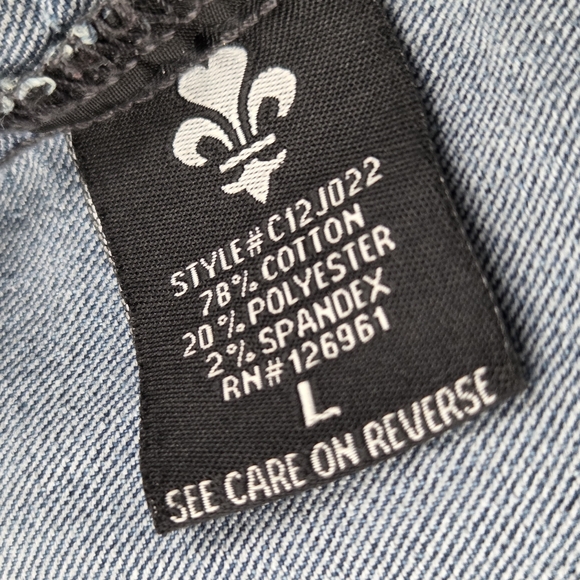 STYLE# C12J022
78% COTTON
20% POLYESTER
2% SPANDEX
RN# 126961
L
SEE CARE ON REVERSE